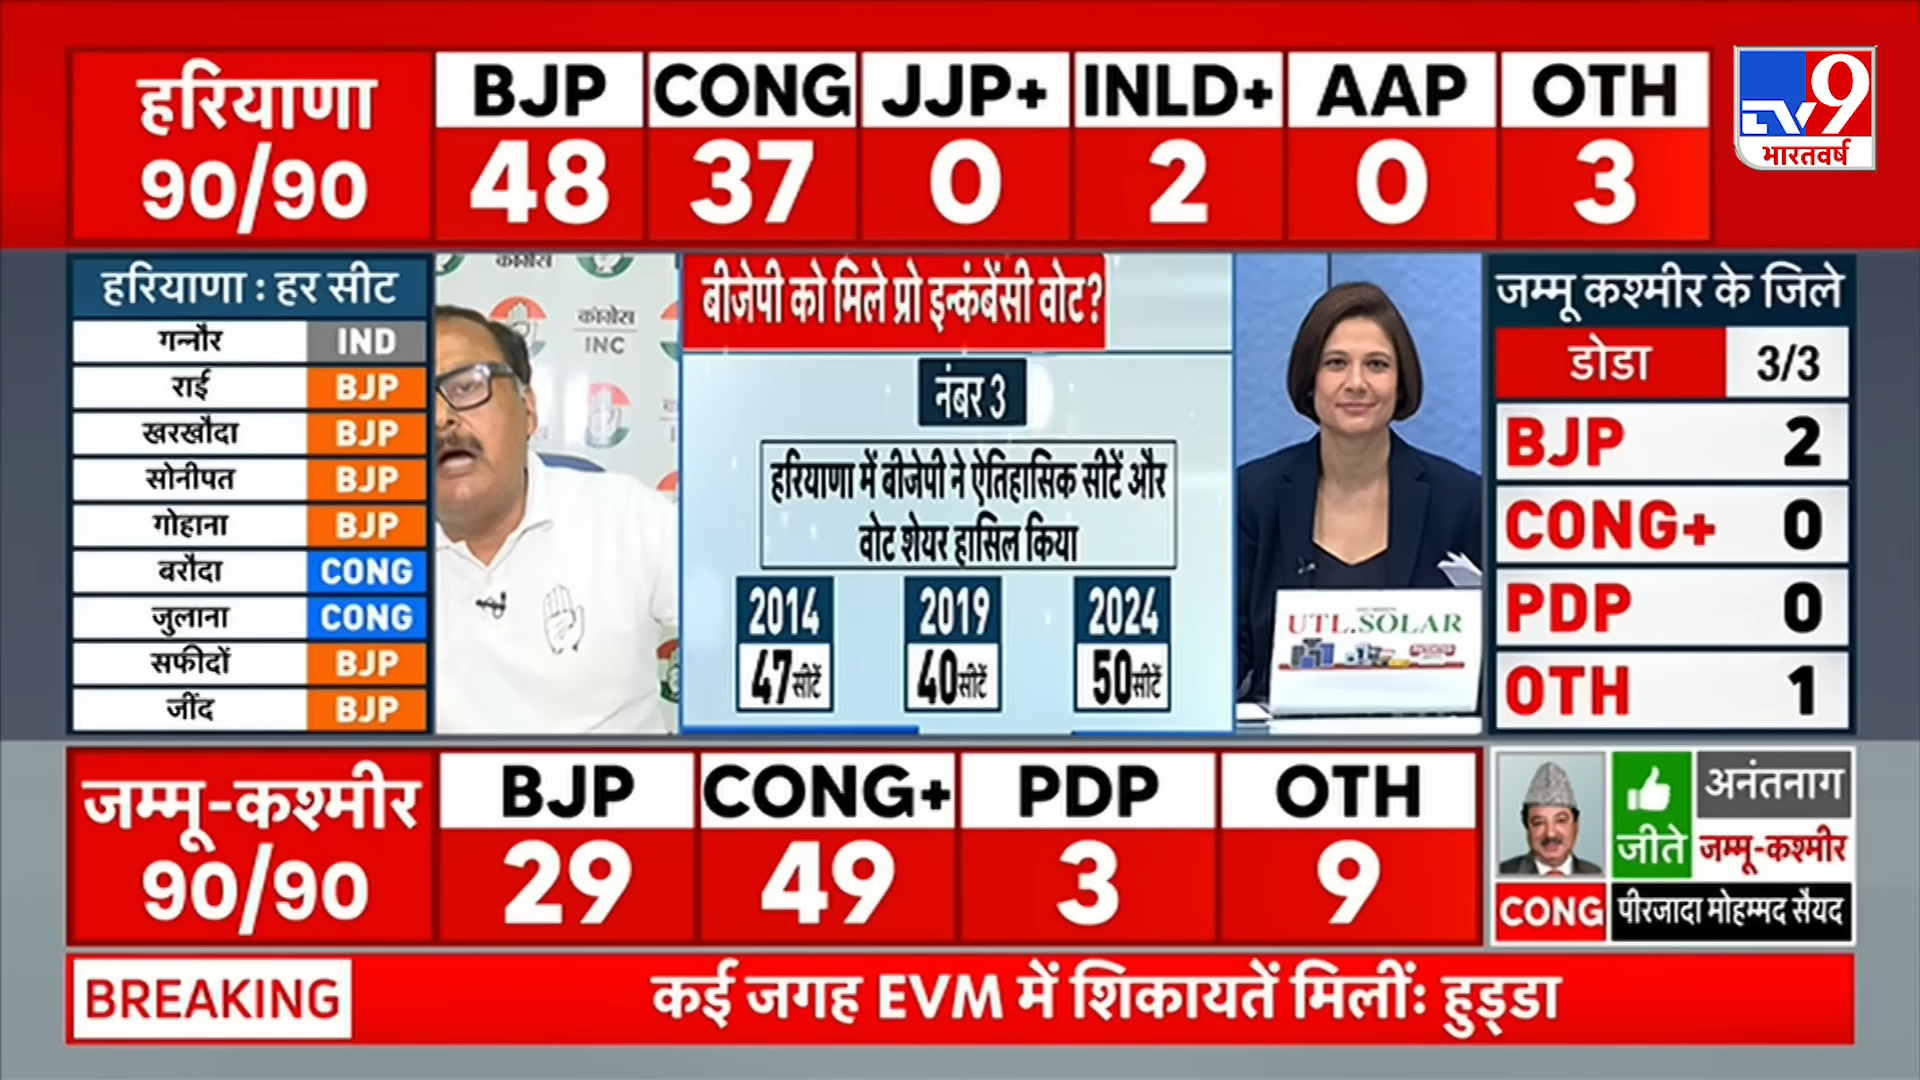 हरियाणा
90/90
BJP CONG JJP+ INLD+ AAP OTH
48 37 0 2 0 3
TV9
भारतवर्ष
हरियाणा : हर सीट
गन्नौर IND
राई BJP
खरखौदा BJP
सोनीपत BJP
गोहाना BJP
बरौदा CONG
जुलाना CONG
सफीदों BJP
जींद BJP
कांग्रेस
कांग्रेस
INC
बीजेपी को मिले प्रो इन्कंबेंसी वोट?
नंबर 3
हरियाणा में बीजेपी ने ऐतिहासिक सीटें और
वोट शेयर हासिल किया
2014 2019 2024
47सीटें 40सीटें 50सीटें
UTL.SOLAR
जम्मू कश्मीर के जिले
डोडा 3/3
BJP 2
CONG+ 0
PDP 0
OTH 1
जम्मू-कश्मीर
90/90
BJP CONG+ PDP OTH
29 49 3 9
अनंतनाग
जीते जम्मू-कश्मीर
CONG पीरजादा मोहम्मद सैयद
BREAKING कई जगह EVM में शिकायतें मिलीं: हुड्डा